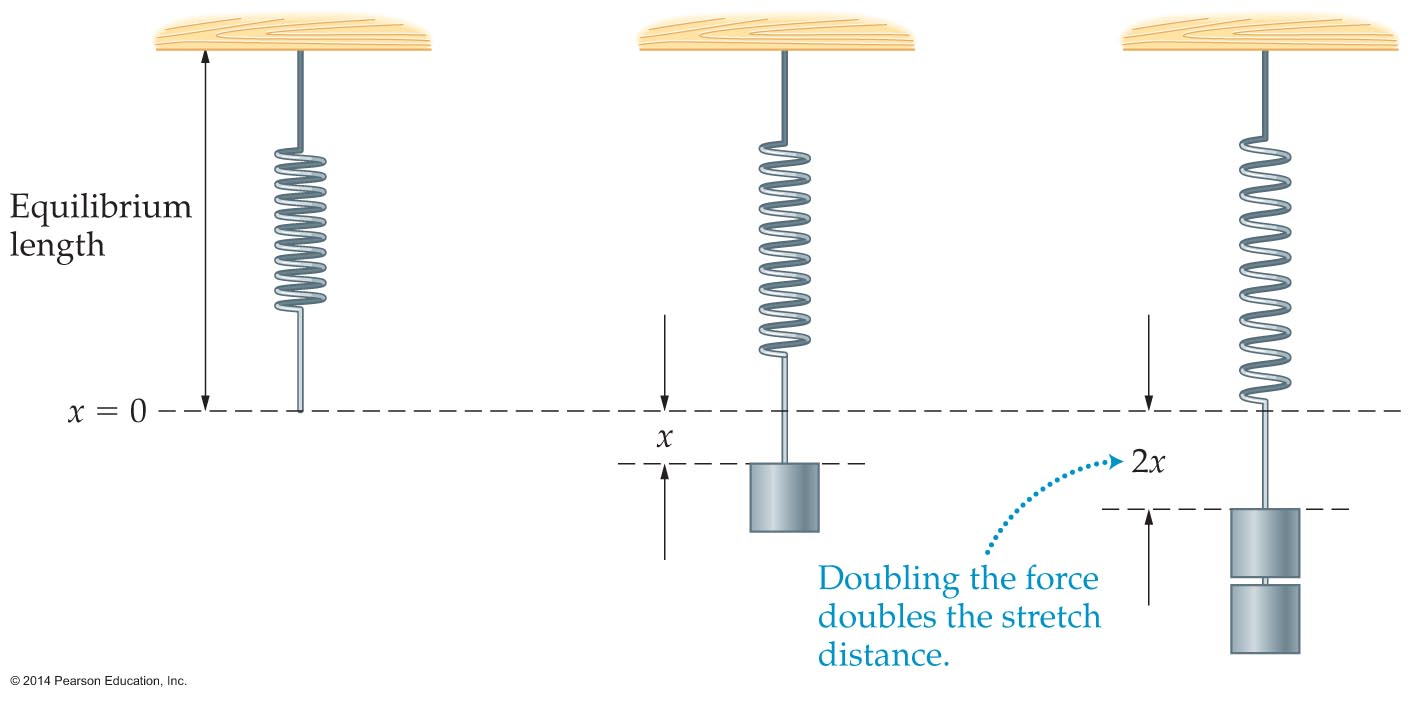 Equilibrium
length
x = 0
x
2x
Doubling the force
doubles the stretch
distance.
© 2014 Pearson Education, Inc.